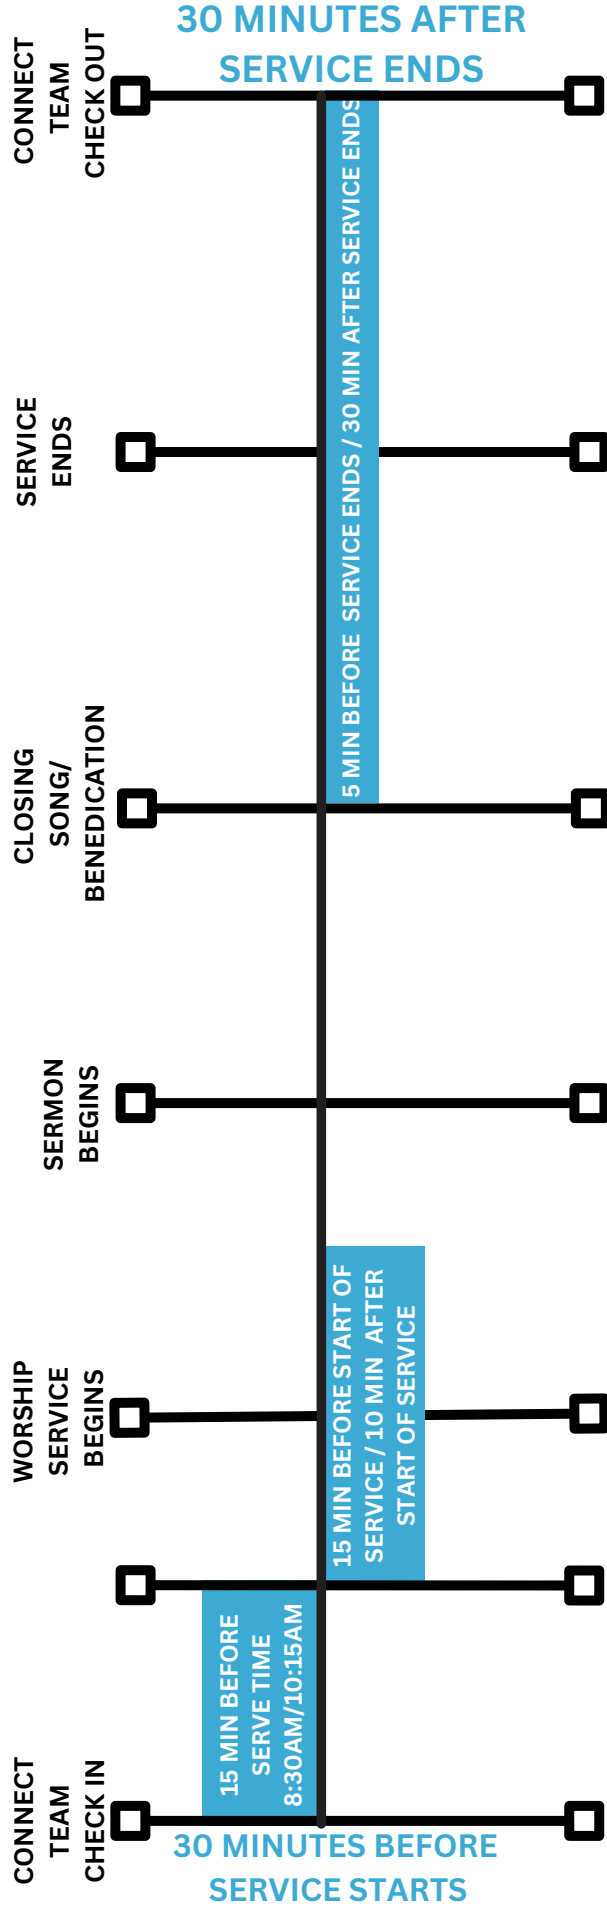 30 MINUTES AFTER
SERVICE ENDS
CONNECT
TEAM
CHECK OUT
5 MIN BEFORE  SERVICE ENDS / 30 MIN AFTER SERVICE ENDS
SERVICE
ENDS
CLOSING
SONG/
BENEDICATION
SERMON
BEGINS
WORSHIP
SERVICE
BEGINS
15 MIN BEFORE START OF
SERVICE / 10 MIN  AFTER
START OF SERVICE
15 MIN BEFORE
SERVE TIME
8:30AM/10:15AM
CONNECT
TEAM
CHECK IN
30 MINUTES BEFORE
SERVICE STARTS